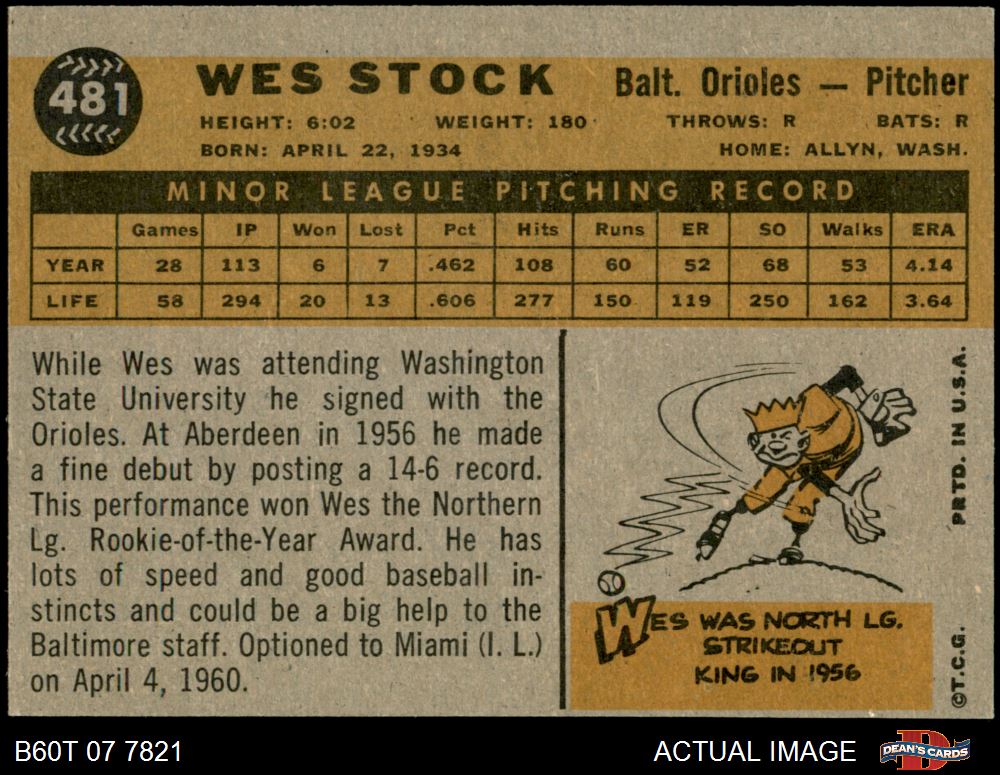 481
WES STOCK
Balt. Orioles — Pitcher
HEIGHT: 6:02 WEIGHT: 180 THROWS: R BATS: R
BORN: APRIL 22, 1934 HOME: ALLYN, WASH.
MINOR LEAGUE PITCHING RECORD
Games IP Won Lost Pct Hits Runs ER SO Walks ERA
YEAR 28 113 6 7 .462 108 60 52 68 53 4.14
LIFE 58 294 20 13 .606 277 150 119 250 162 3.64
While Wes was attending Washington
State University he signed with the
Orioles. At Aberdeen in 1956 he made
a fine debut by posting a 14-6 record.
This performance won Wes the Northern
Lg. Rookie-of-the-Year Award. He has
lots of speed and good baseball in-
stincts and could be a big help to the
Baltimore staff. Optioned to Miami (I. L.)
on April 4, 1960.
WES WAS NORTH LG.
STRIKEOUT
KING IN 1956
©T.C.G. PRTD. IN U.S.A.
B60T 07 7821
ACTUAL IMAGE
DEAN'S CARDS